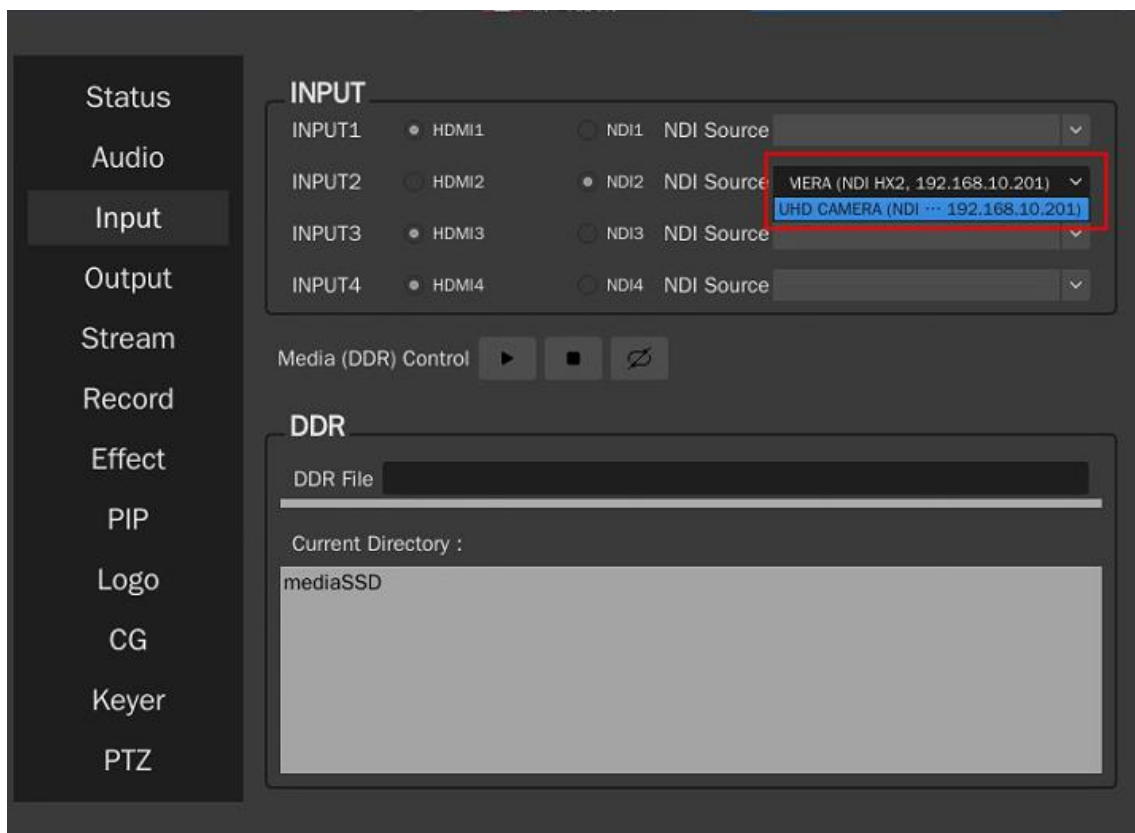 Status
Audio
Input
Output
Stream
Record
Effect
PIP
Logo
CG
Keyer
PTZ
INPUT
INPUT1 HDMI1 NDI1 NDI Source
INPUT2 HDMI2 NDI2 NDI Source MERA (NDI HX2, 192.168.10.201)
UHD CAMERA (NDI ··· 192.168.10.201)
INPUT3 HDMI3 NDI3 NDI Source
INPUT4 HDMI4 NDI4 NDI Source
Media (DDR) Control
DDR
DDR File
Current Directory :
mediaSSD